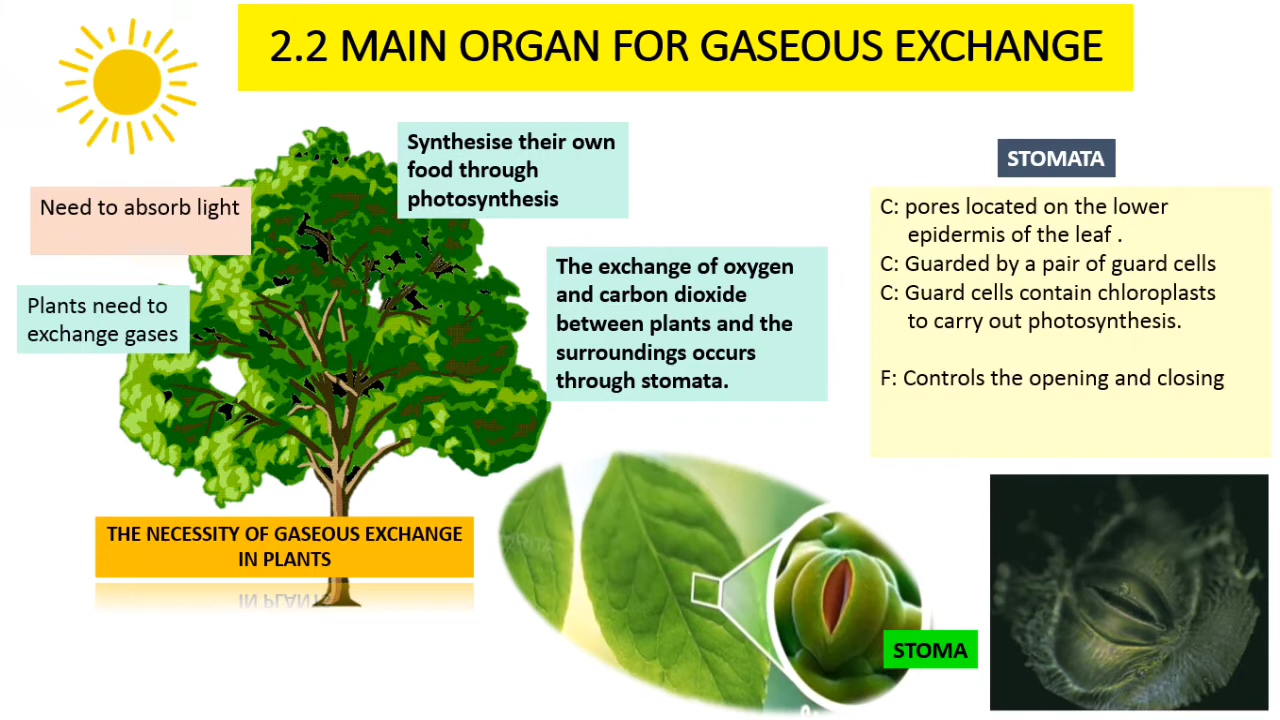 2.2 MAIN ORGAN FOR GASEOUS EXCHANGE
Synthesise their own
food through
photosynthesis
Need to absorb light
Plants need to
exchange gases
The exchange of oxygen
and carbon dioxide
between plants and the
surroundings occurs
through stomata.
THE NECESSITY OF GASEOUS EXCHANGE
IN PLANTS
STOMATA
C: pores located on the lower
epidermis of the leaf .
C: Guarded by a pair of guard cells
C: Guard cells contain chloroplasts
to carry out photosynthesis.
F: Controls the opening and closing
STOMA